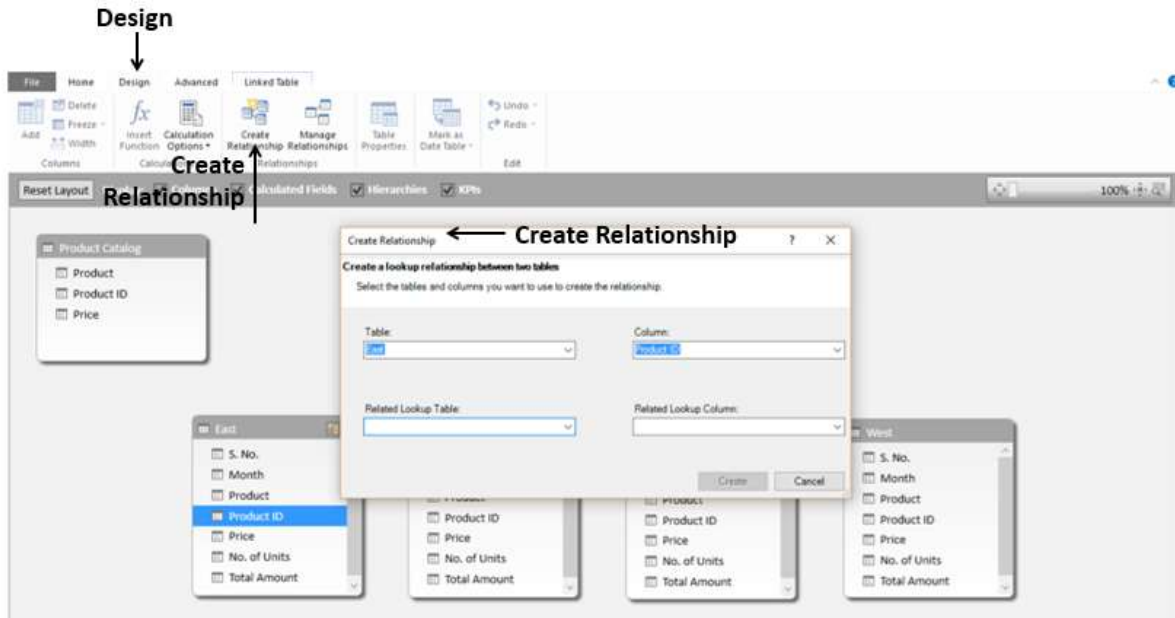 Design
File Home Design Advanced Linked Table
Delete
Freeze
Width
Add
Insert Function
Calculation Options
Create Relationship
Manage Relationships
Table Properties
Mark as Date Table
Undo
Redo
Columns Relationships Edit
Create
Relationship
Reset Layout Calculated Fields Hierarchies KPIs 100%
Product Catalog
Product
Product ID
Price
Create Relationship
Create Relationship
? ×
Create a lookup relationship between two tables
Select the tables and columns you want to use to create the relationship.
Table: Column:
East Product ID
Related Lookup Table: Related Lookup Column:
Create Cancel
East
S. No.
Month
Product
Product ID
Price
No. of Units
Total Amount
Product
Product ID
Price
No. of Units
Total Amount
Product
Product ID
Price
No. of Units
Total Amount
West
S. No.
Month
Product
Product ID
Price
No. of Units
Total Amount